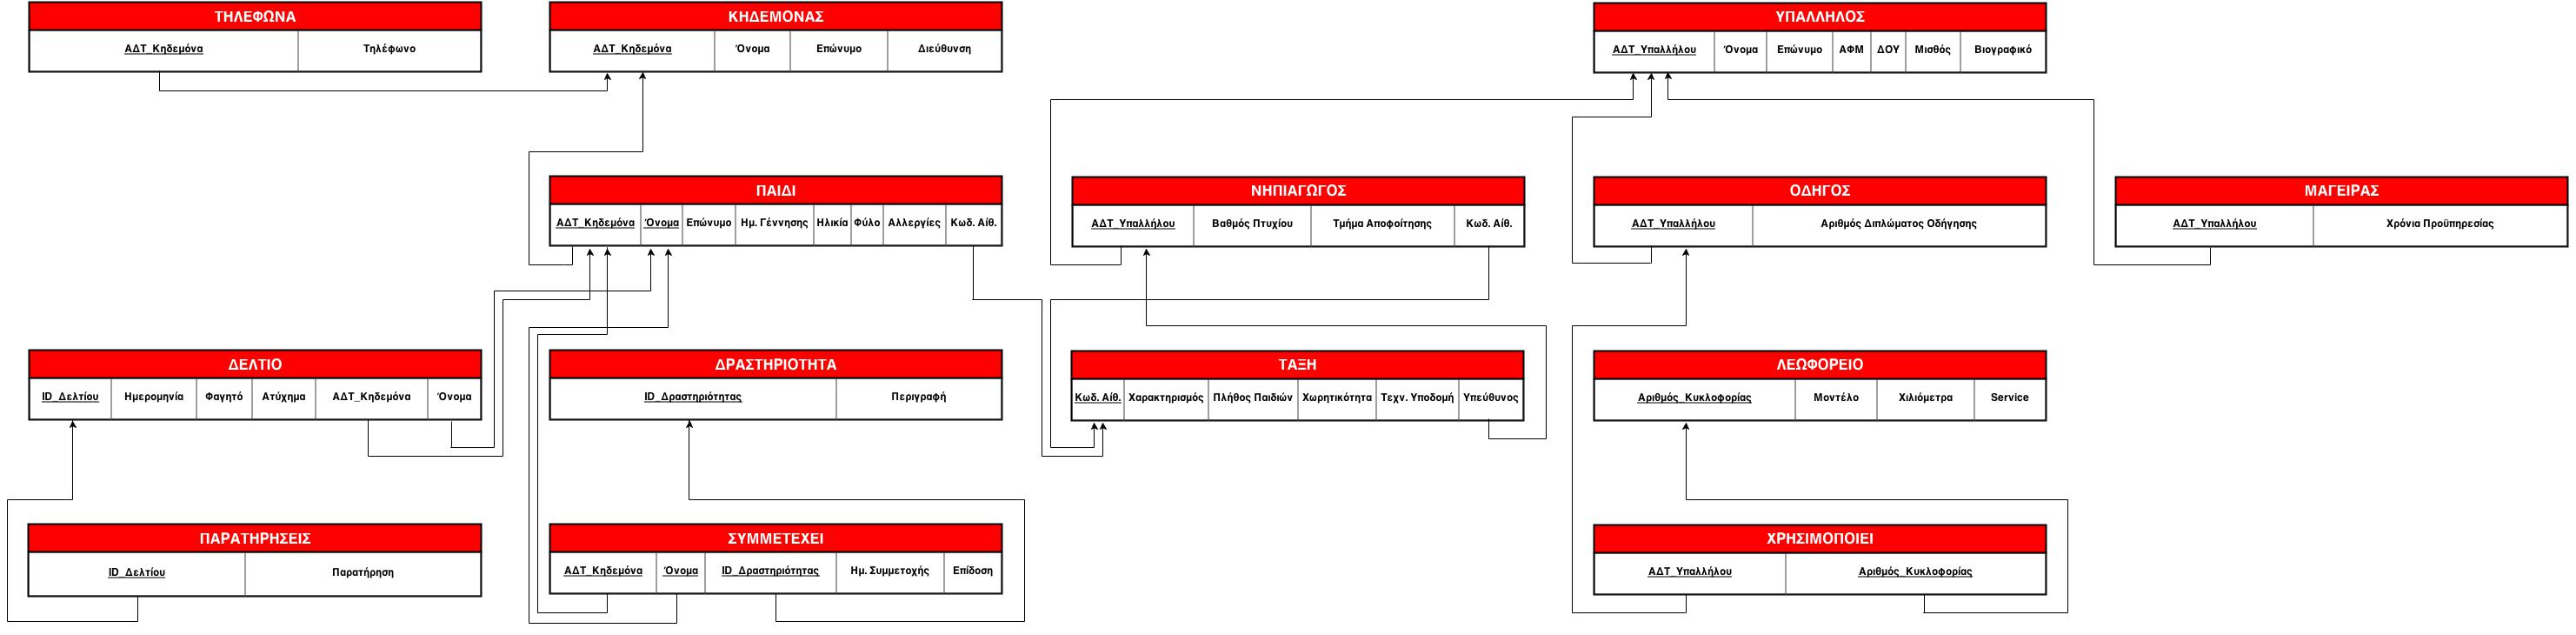 ΤΗΛΕΦΩΝΑ
ΑΔΤ_Κηδεμόνα Τηλέφωνο
ΚΗΔΕΜΟΝΑΣ
ΑΔΤ_Κηδεμόνα Όνομα Επώνυμο Διεύθυνση
ΥΠΑΛΛΗΛΟΣ
ΑΔΤ_Υπαλλήλου Όνομα Επώνυμο ΑΦΜ ΔΟΥ Μισθός Βιογραφικό
ΠΑΙΔΙ
ΑΔΤ_Κηδεμόνα Όνομα Επώνυμο Ημ. Γέννησης Ηλικία Φύλο Αλλεργίες Κωδ. Αίθ.
ΝΗΠΙΑΓΩΓΟΣ
ΑΔΤ_Υπαλλήλου Βαθμός Πτυχίου Τμήμα Αποφοίτησης Κωδ. Αίθ.
ΟΔΗΓΟΣ
ΑΔΤ_Υπαλλήλου Αριθμός Διπλώματος Οδήγησης
ΜΑΓΕΙΡΑΣ
ΑΔΤ_Υπαλλήλου Χρόνια Προϋπηρεσίας
ΔΕΛΤΙΟ
ID_Δελτίου Ημερομηνία Φαγητό Ατύχημα ΑΔΤ_Κηδεμόνα Όνομα
ΔΡΑΣΤΗΡΙΟΤΗΤΑ
ID_Δραστηριότητας Περιγραφή
ΤΑΞΗ
Κωδ. Αίθ. Χαρακτηρισμός Πλήθος Παιδιών Χωρητικότητα Τεχν. Υποδομή Υπεύθυνος
ΛΕΩΦΟΡΕΙΟ
Αριθμός_Κυκλοφορίας Μοντέλο Χιλιόμετρα Service
ΠΑΡΑΤΗΡΗΣΕΙΣ
ID_Δελτίου Παρατήρηση
ΣΥΜΜΕΤΕΧΕΙ
ΑΔΤ_Κηδεμόνα Όνομα ID_Δραστηριότητας Ημ. Συμμετοχής Επίδοση
ΧΡΗΣΙΜΟΠΟΙΕΙ
ΑΔΤ_Υπαλλήλου Αριθμός_Κυκλοφορίας